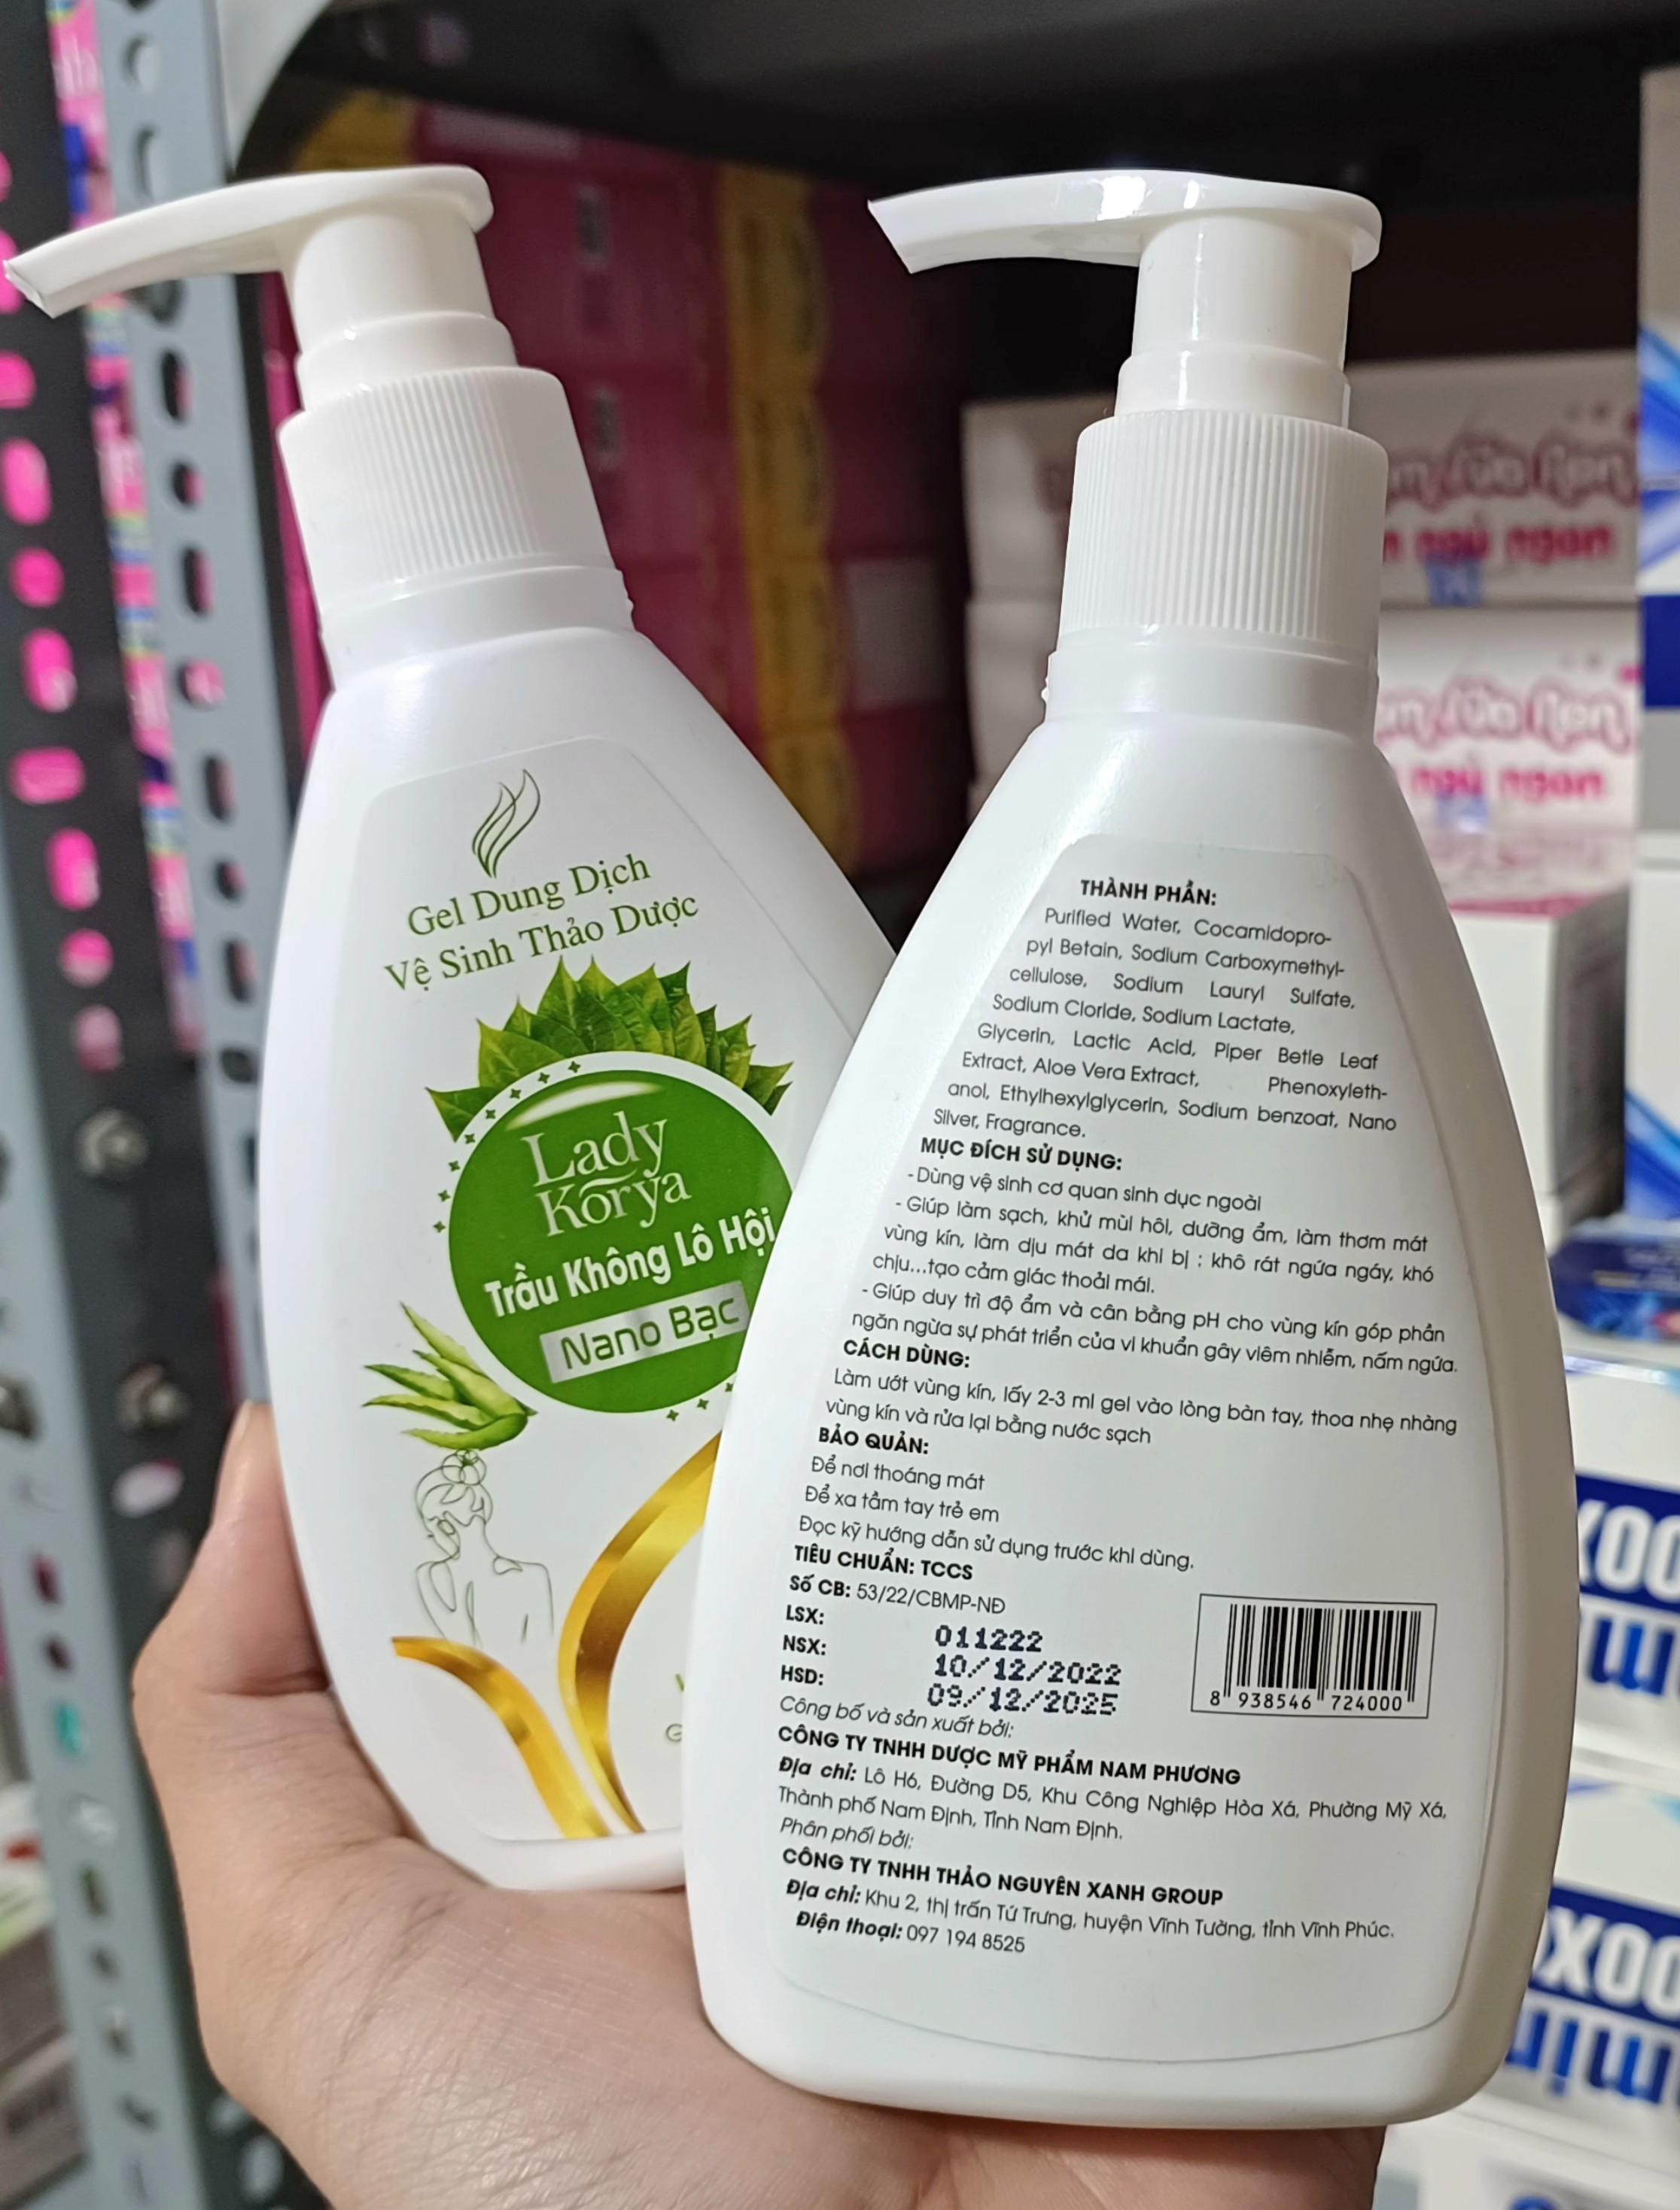 Gel Dung Dịch
Vệ Sinh Thảo Dược
Lady
Korya
Trầu Không Lô Hội
Nano Bạc
THÀNH PHẦN:
Purified Water, Cocamidopro-
pyl Betain, Sodium Carboxymethyl-
cellulose, Sodium Lauryl Sulfate,
Sodium Cloride, Sodium Lactate,
Glycerin, Lactic Acid, Piper Betle Leaf
Extract, Aloe Vera Extract, Phenoxyleth-
anol, Ethylhexylglycerin, Sodium benzoat, Nano
Silver, Fragrance.
MỤC ĐÍCH SỬ DỤNG:
- Dùng vệ sinh cơ quan sinh dục ngoài
- Giúp làm sạch, khử mùi hôi, dưỡng ẩm, làm thơm mát
vùng kín, làm dịu mát da khi bị : khô rát ngứa ngáy, khó
chịu...tạo cảm giác thoải mái.
- Giúp duy trì độ ẩm và cân bằng pH cho vùng kín góp phần
ngăn ngừa sự phát triển của vi khuẩn gây viêm nhiễm, nấm ngứa.
CÁCH DÙNG:
Làm ướt vùng kín, lấy 2-3 ml gel vào lòng bàn tay, thoa nhẹ nhàng
vùng kín và rửa lại bằng nước sạch
BẢO QUẢN:
Để nơi thoáng mát
Để xa tầm tay trẻ em
Đọc kỹ hướng dẫn sử dụng trước khi dùng.
TIÊU CHUẨN: TCCS
Số CB: 53/22/CBMP-NĐ
LSX: 011222
NSX: 10/12/2022
HSD: 09/12/2025
8 938546 724000
Công bố và sản xuất bởi:
CÔNG TY TNHH DƯỢC MỸ PHẨM NAM PHƯƠNG
Địa chỉ: Lô H6, Đường D5, Khu Công Nghiệp Hòa Xá, Phường Mỹ Xá,
Thành phố Nam Định, Tỉnh Nam Định.
Phân phối bởi:
CÔNG TY TNHH THẢO NGUYÊN XANH GROUP
Địa chỉ: Khu 2, thị trấn Tứ Trưng, huyện Vĩnh Tường, tỉnh Vĩnh Phúc.
Điện thoại: 097 194 8525
ngủ ngon
ngủ ngon